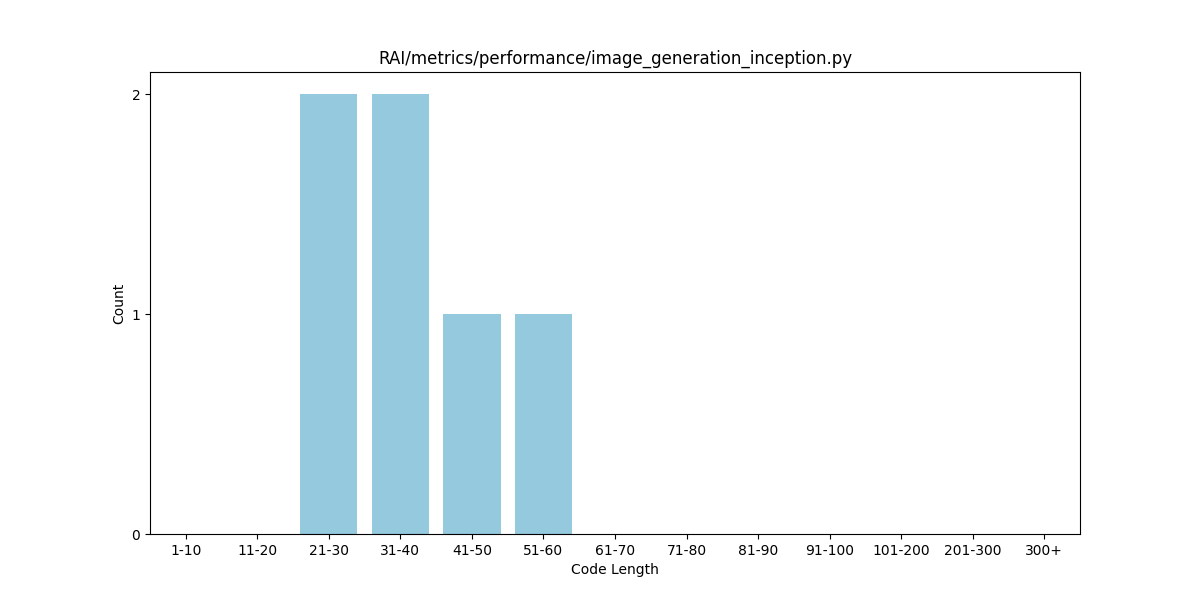 RAI/metrics/performance/image_generation_inception.py
2
1
0
Count
1-10 11-20 21-30 31-40 41-50 51-60 61-70 71-80 81-90 91-100 101-200 201-300 300+
Code Length